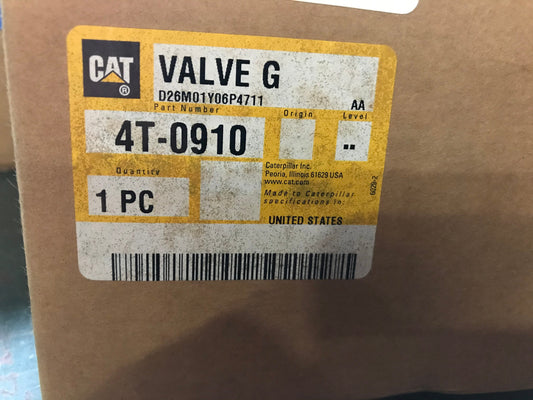 CAT ®
VALVE G
D26M01Y06P4711
Part Number
Origin
AA
Level
4T-0910
--
Quantity
1 PC
Caterpillar Inc.
Peoria, Illinois 61629 USA
www.cat.com
Made to Caterpillar
specifications in:
UNITED STATES